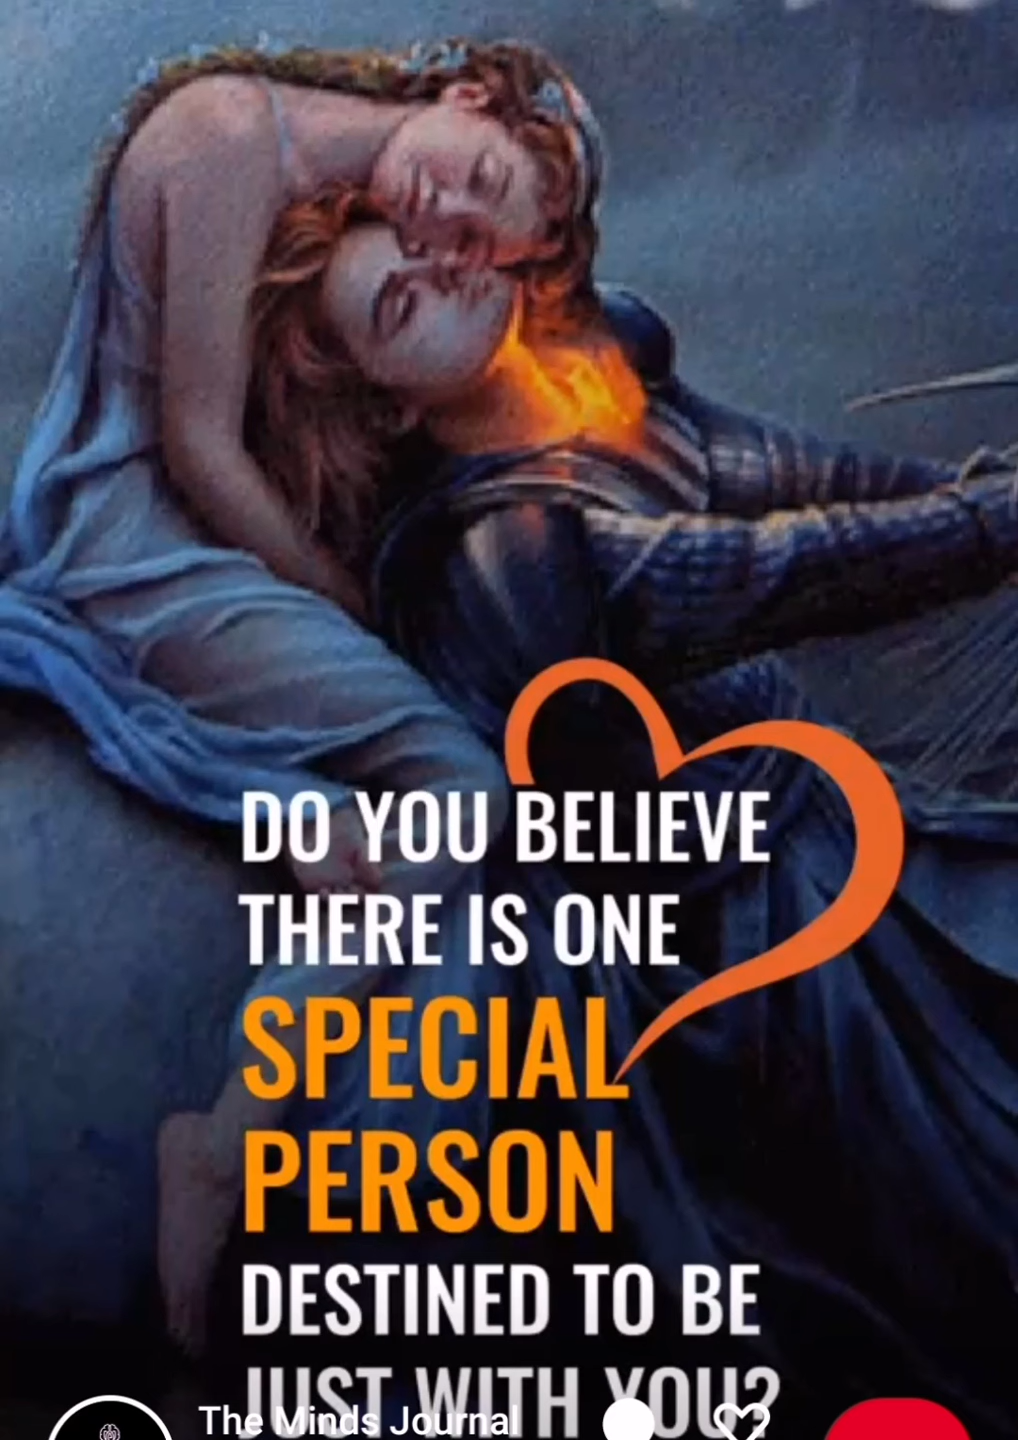 DO YOU BELIEVE
THERE IS ONE
SPECIAL
PERSON
DESTINED TO BE
JUST WITH YOU?
The Minds Journal